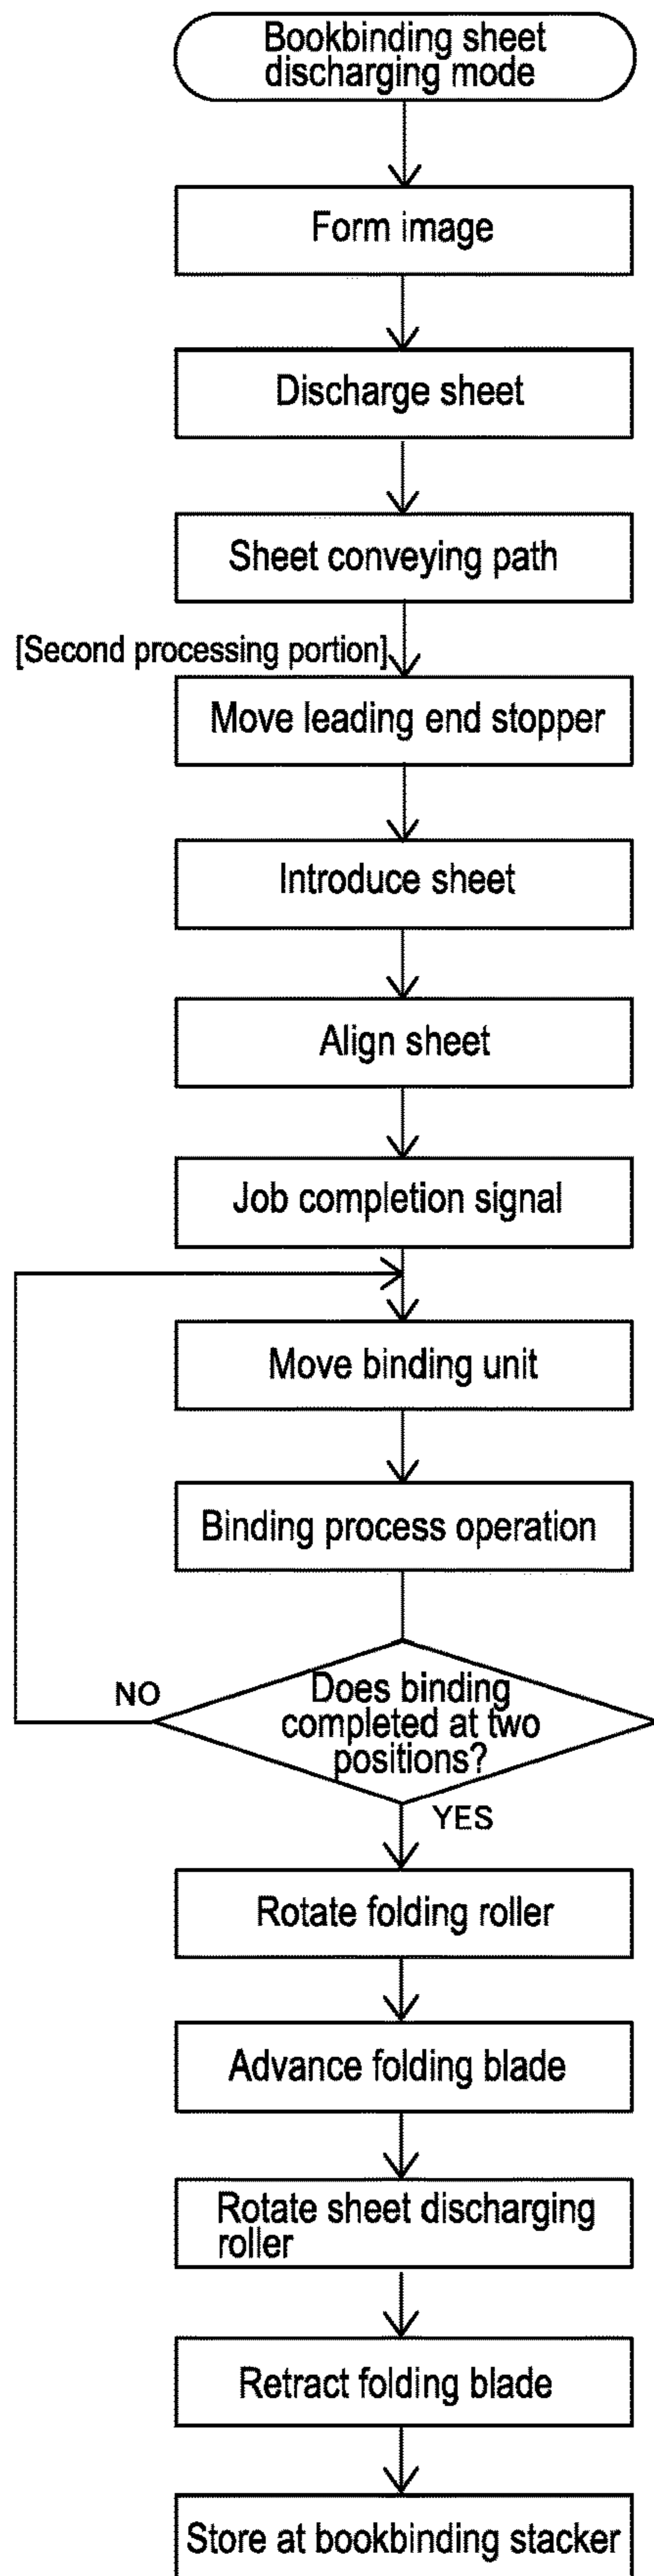 Bookbinding sheet
discharging mode
Form image
Discharge sheet
Sheet conveying path
[Second processing portion]
Move leading end stopper
Introduce sheet
Align sheet
Job completion signal
Move binding unit
Binding process operation
Does binding
completed at two
positions?
NO
YES
Rotate folding roller
Advance folding blade
Rotate sheet discharging
roller
Retract folding blade
Store at bookbinding stacker